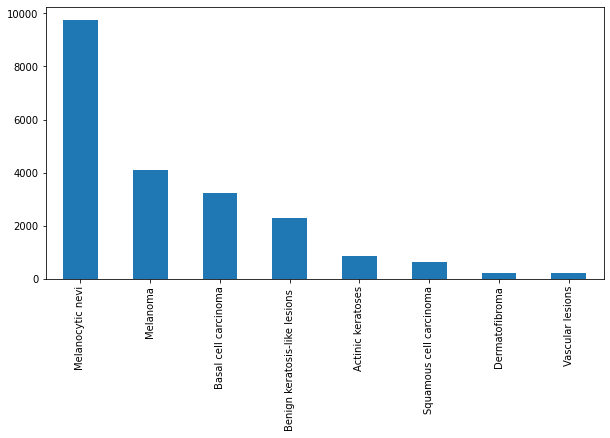 10000
8000
6000
4000
2000
0
Melanocytic nevi
Melanoma
Basal cell carcinoma
Benign keratosis-like lesions
Actinic keratoses
Squamous cell carcinoma
Dermatofibroma
Vascular lesions